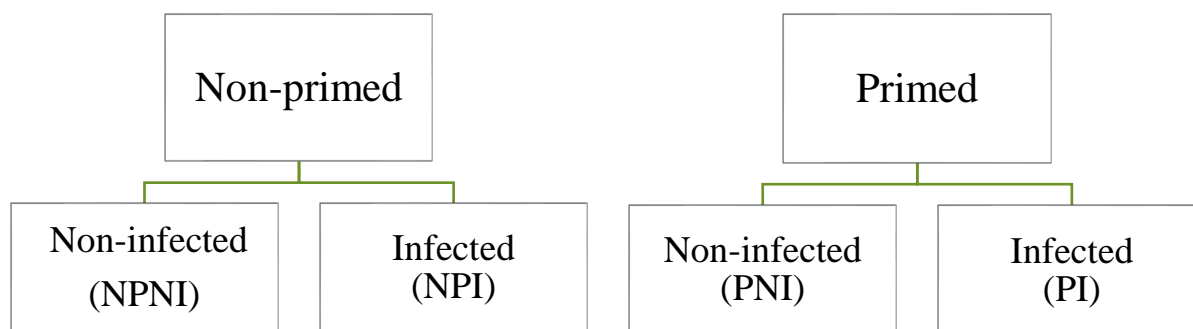 Non-primed
Primed
Non-infected
(NPNI)
Infected
(NPI)
Non-infected
(PNI)
Infected
(PI)